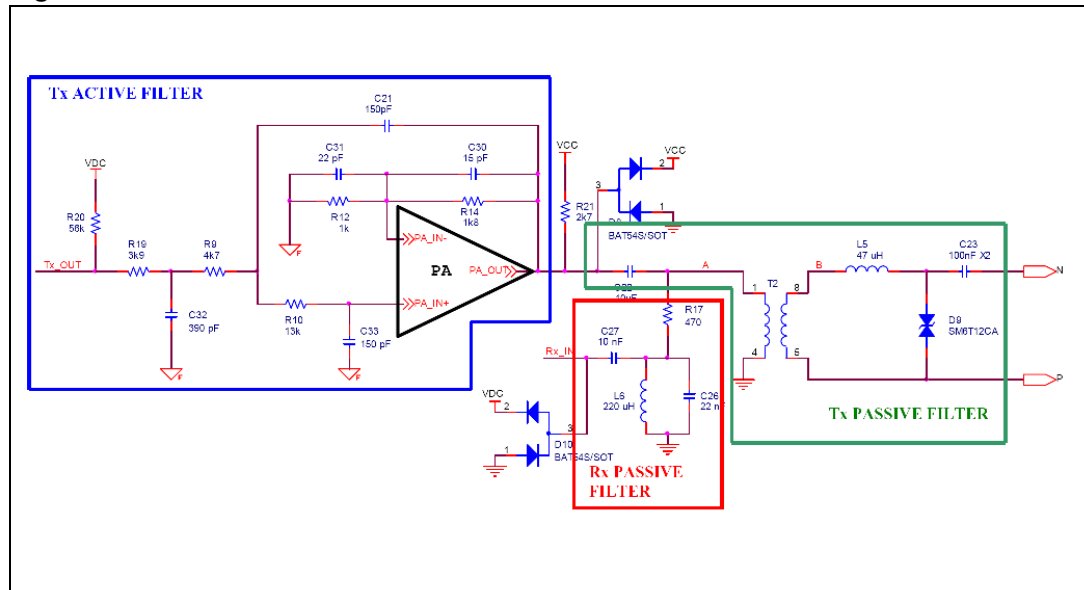 Tx ACTIVE FILTER
C21
150pF
C31
22 pF
C30
15 pF
VCC
VCC
2
3
1
VDC
R20
56k
R12
1k
R14
1k8
R21
2k7
BAT54S/SOT
Tx_OUT
R19
3k9
R9
4k7
PA_IN-
PA
PA_OUT
PA_IN+
A
B
L5
47 uH
C23
100nF X2
N
T2
1
8
4
5
R10
13k
C32
390 pF
C33
150 pF
F
F
F
R17
470
C27
10 nF
Rx_IN
L6
220 uH
C26
D9
SM6T12CA
P
VDC
2
3
1
D10
BAT54S/SOT
Rx PASSIVE
FILTER
Tx PASSIVE FILTER